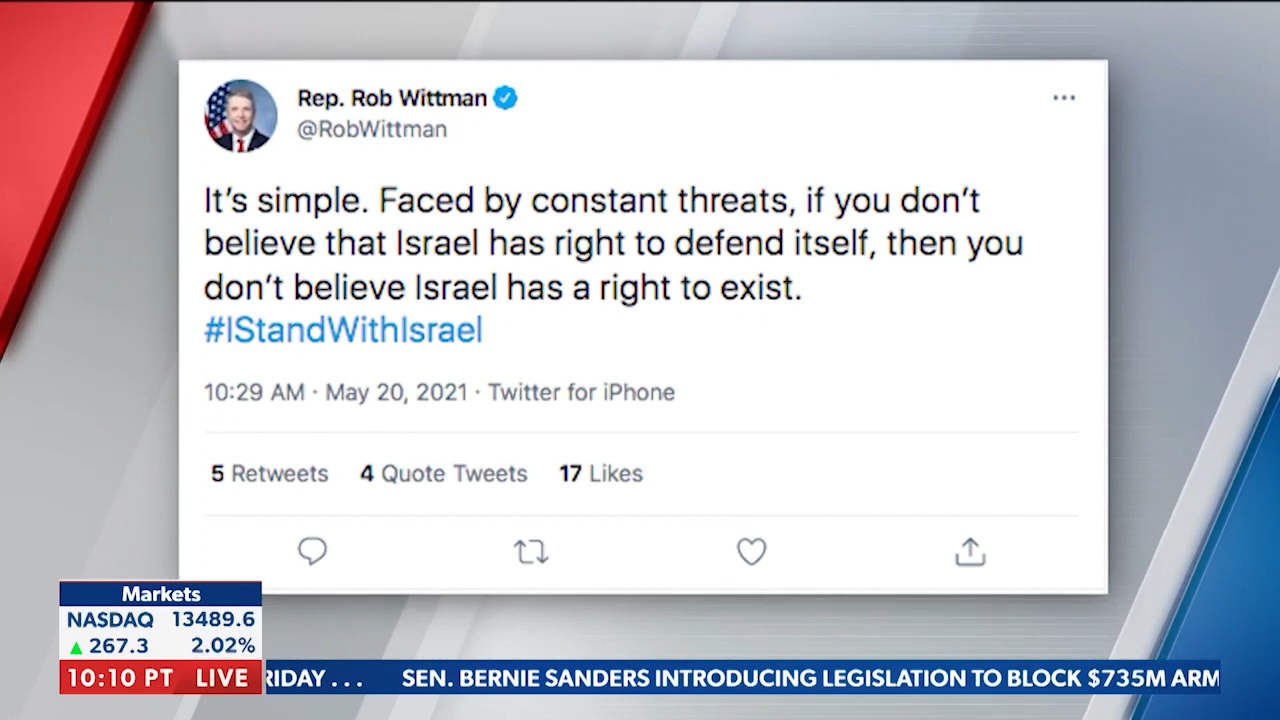 Rep. Rob Wittman
@RobWittman
It's simple. Faced by constant threats, if you don't
believe that Israel has right to defend itself, then you
don't believe Israel has a right to exist.
#IStandWithIsrael
10:29 AM · May 20, 2021 · Twitter for iPhone
5 Retweets 4 Quote Tweets 17 Likes
Markets
NASDAQ 13489.6
▲ 267.3 2.02%
10:10 PT LIVE
RIDAY . . . SEN. BERNIE SANDERS INTRODUCING LEGISLATION TO BLOCK $735M ARM